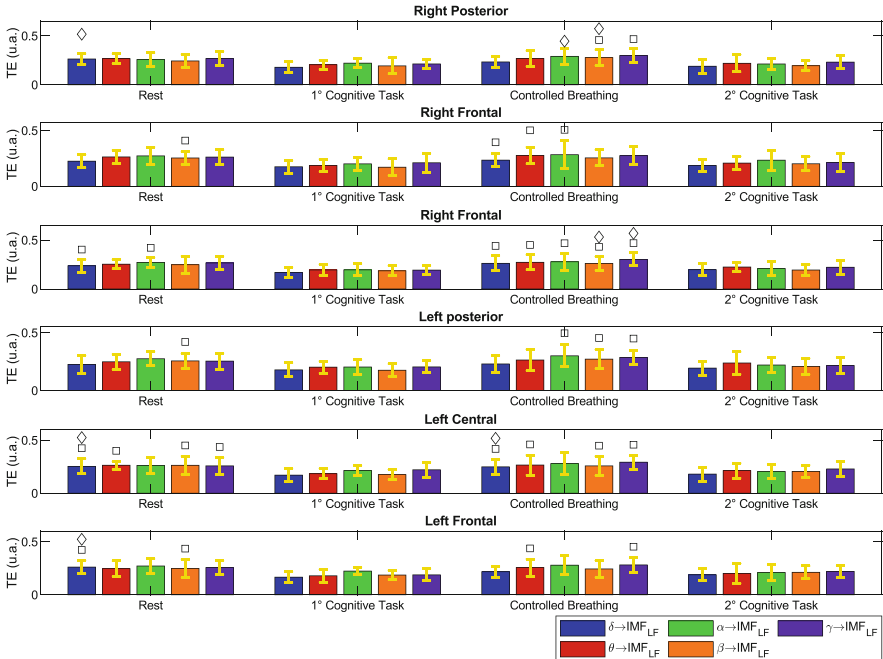 Right Posterior
TE (u.a.)
0.5
0
Rest 1° Cognitive Task Controlled Breathing 2° Cognitive Task
Right Frontal
TE (u.a.)
0.5
0
Rest 1° Cognitive Task Controlled Breathing 2° Cognitive Task
Right Frontal
TE (u.a.)
0.5
0
Rest 1° Cognitive Task Controlled Breathing 2° Cognitive Task
Left posterior
TE (u.a.)
0.5
0
Rest 1° Cognitive Task Controlled Breathing 2° Cognitive Task
Left Central
TE (u.a.)
0.5
0
Rest 1° Cognitive Task Controlled Breathing 2° Cognitive Task
Left Frontal
TE (u.a.)
0.5
0
Rest 1° Cognitive Task Controlled Breathing 2° Cognitive Task
δ→IMF_LF α→IMF_LF γ→IMF_LF
θ→IMF_LF β→IMF_LF